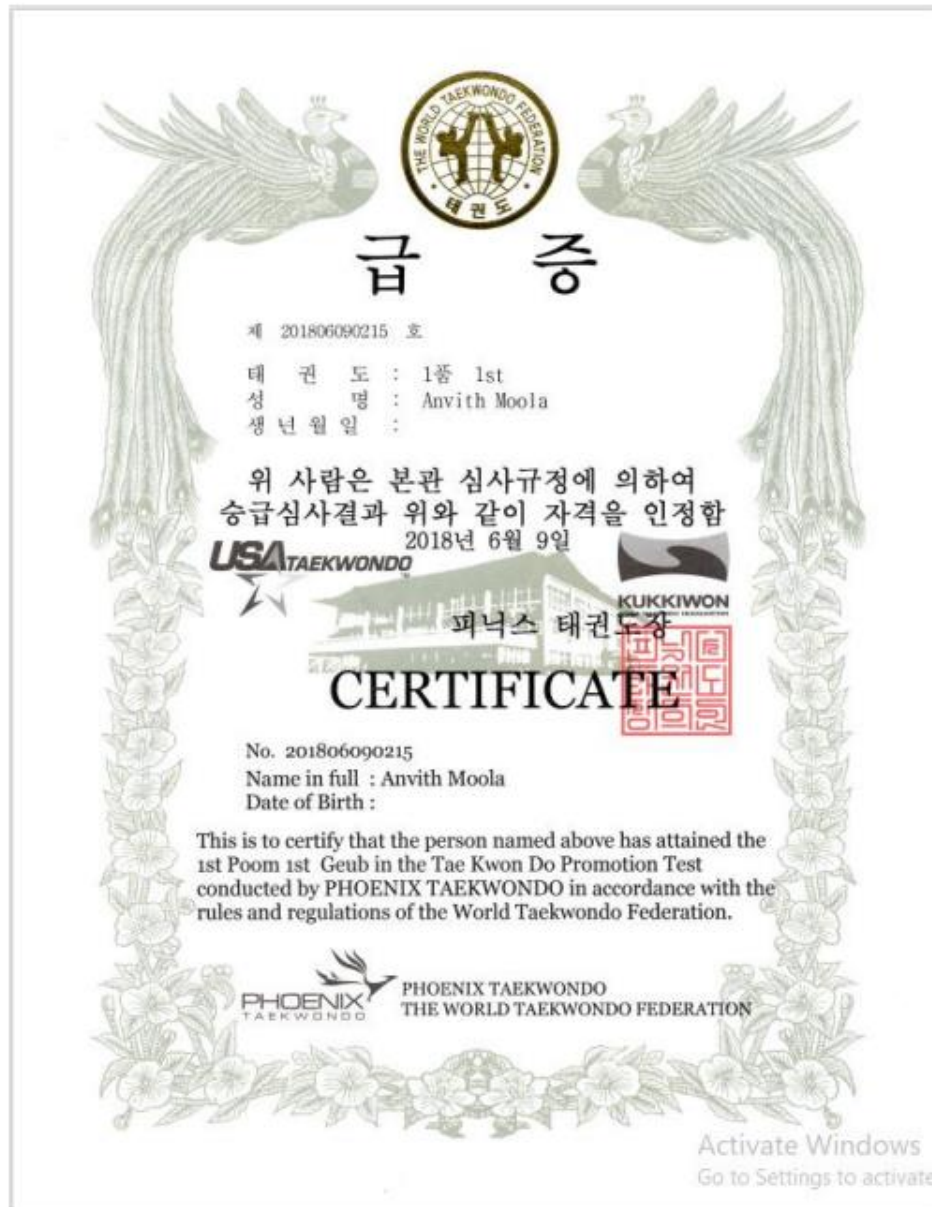 THE WORLD TAEKWONDO FEDERATION
태권도
급 증
제 201806090215 호
태 권 도 : 1품 1st
성 명 : Anvith Moola
생 년 월 일 :
위 사람은 본관 심사규정에 의하여
승급심사결과 위와 같이 자격을 인정함
2018년 6월 9일
USA TAEKWONDO
KUKKIWON
피닉스 태권도장
CERTIFICATE
No. 201806090215
Name in full : Anvith Moola
Date of Birth :
This is to certify that the person named above has attained the
1st Poom 1st Geub in the Tae Kwon Do Promotion Test
conducted by PHOENIX TAEKWONDO in accordance with the
rules and regulations of the World Taekwondo Federation.
PHOENIX
TAEKWONDO
PHOENIX TAEKWONDO
THE WORLD TAEKWONDO FEDERATION
Activate Windows
Go to Settings to activate